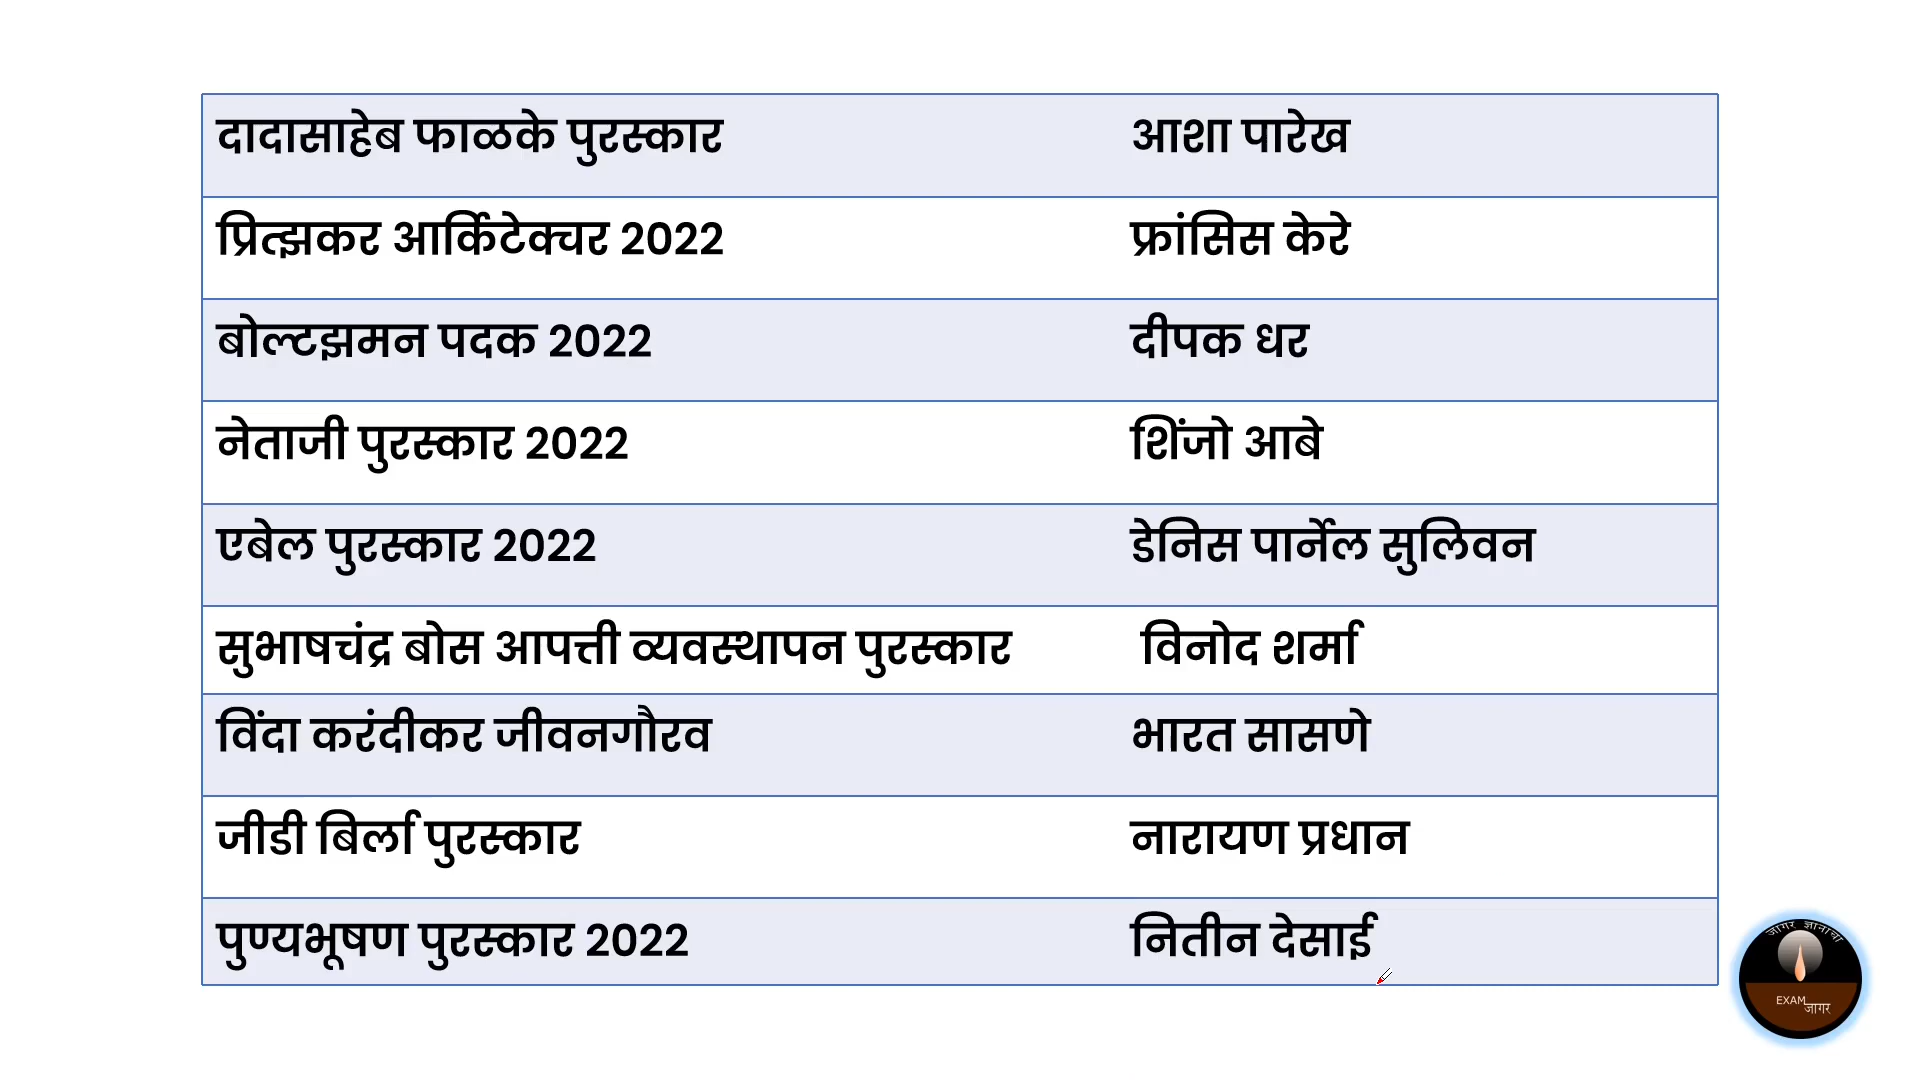 दादासाहेब फाळके पुरस्कार आशा पारेख
प्रित्झकर आर्किटेक्चर 2022 फ्रांसिस केरे
बोल्टझमन पदक 2022 दीपक धर
नेताजी पुरस्कार 2022 शिंजो आबे
एबेल पुरस्कार 2022 डेनिस पार्नेल सुलिवन
सुभाषचंद्र बोस आपत्ती व्यवस्थापन पुरस्कार विनोद शर्मा
विंदा करंदीकर जीवनगौरव भारत सासणे
जीडी बिर्ला पुरस्कार नारायण प्रधान
पुण्यभूषण पुरस्कार 2022 नितीन देसाई
जागर ज्ञानाचा
EXAM जागर